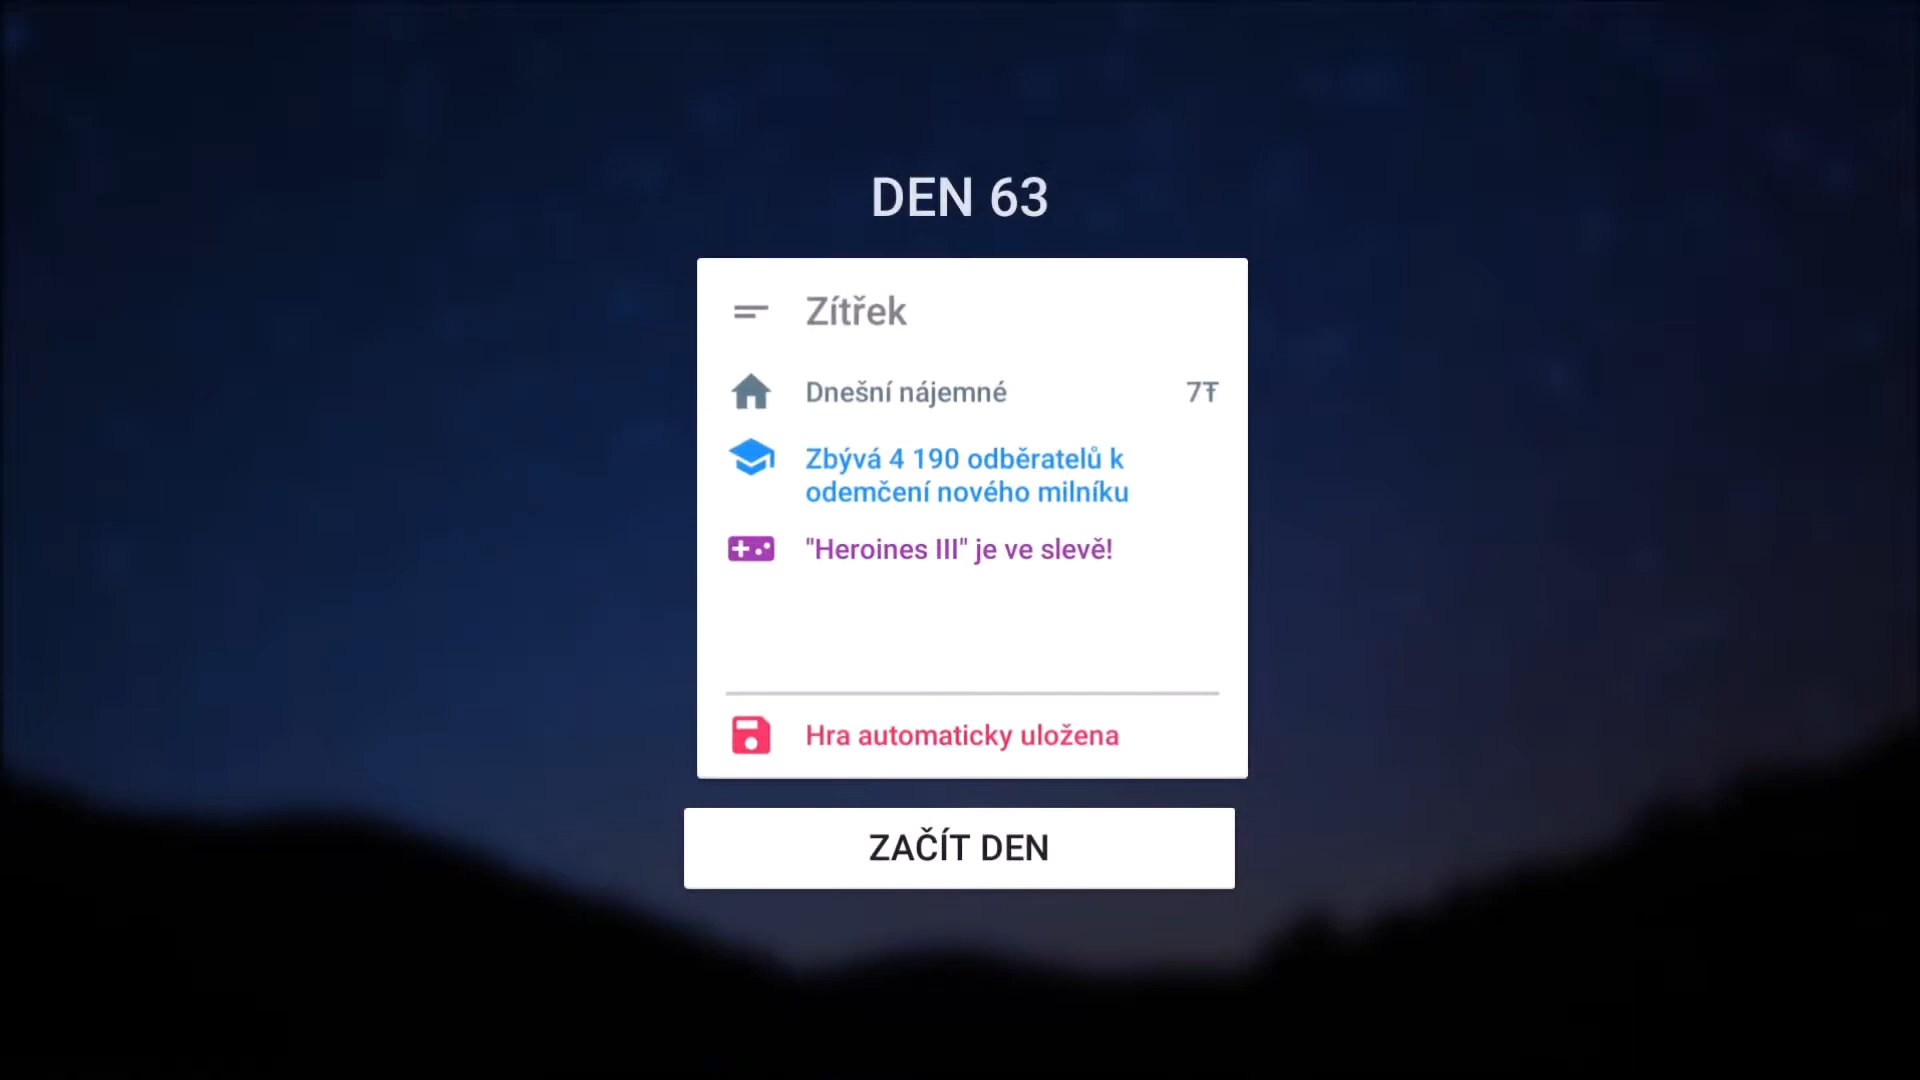 DEN 63
Zítřek
Dnešní nájemné 7Ŧ
Zbývá 4 190 odběratelů k
odemčení nového milníku
"Heroines III" je ve slevě!
Hra automaticky uložena
ZAČÍT DEN